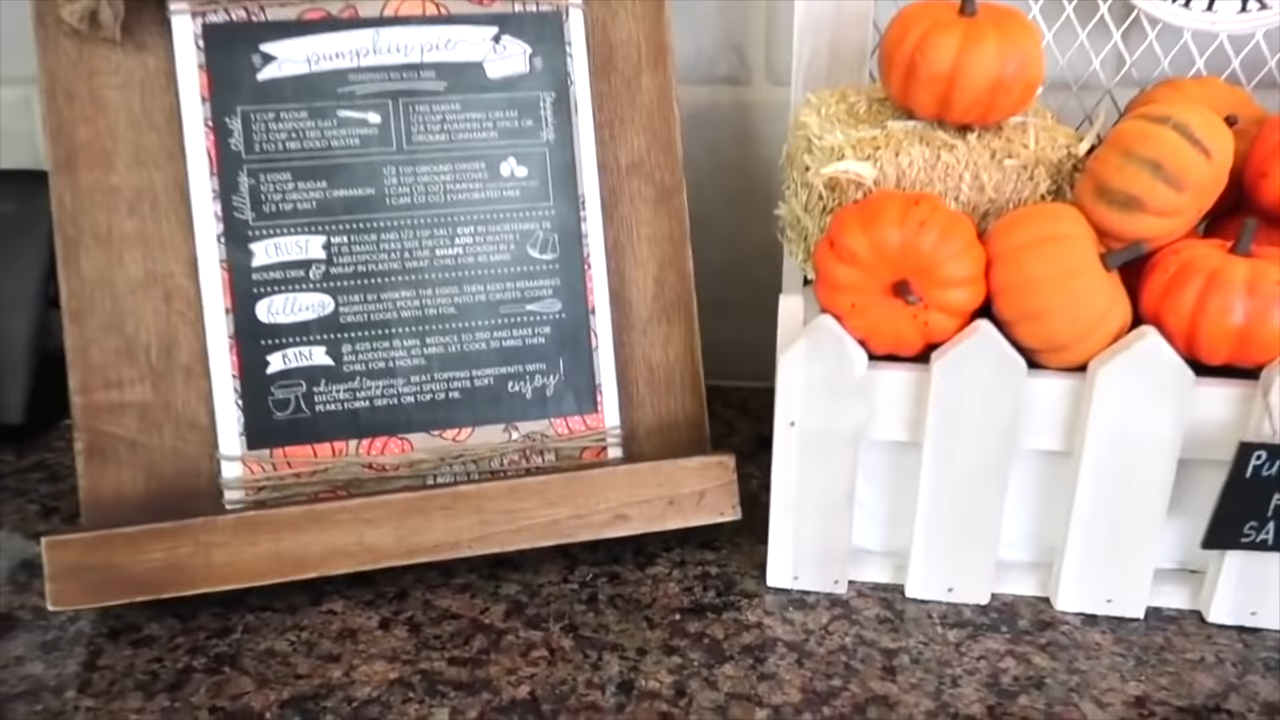 pumpkin pie
crust
1 CUP FLOUR
1/2 TEASPOON SALT
1/3 CUP + 1 TBS SHORTENING
2 TO 3 TBS COLD WATER
1 TBS SUGAR
CUP WHIPPING CREAM
TSP PUMPKIN PIE SPICE OR
GROUND CINNAMON
filling
2 EGGS
1/2 CUP SUGAR
1 TSP GROUND CINNAMON
1/2 TSP SALT
1/2 TSP GROUND GINGER
1/8 TSP GROUND CLOVES
1 CAN (15 OZ) PUMPKIN
1 CAN (12 OZ) EVAPORATED MILK
CRUST
MIX FLOUR AND 1/2 TSP SALT. CUT IN SHORTENING TIL
IT IS SMALL PEAS SIZE PIECES. ADD IN WATER 1
TABLESPOON AT A TIME. SHAPE DOUGH IN A
ROUND DISK & WRAP IN PLASTIC WRAP. CHILL FOR 45 MINS
filling
START BY WISKING THE EGGS. THEN ADD IN REMAINING
INGREDIENTS. POUR FILLING INTO PIE CRUSTS. COVER
CRUST EDGES WITH TIN FOIL.
BAKE
@ 425 FOR 15 MIN. REDUCE TO 350 AND BAKE FOR
AN ADDITIONAL 45 MINS. LET COOL 30 MINS THEN
CHILL FOR 4 HOURS.
whipped topping: BEAT TOPPING INGREDIENTS WITH
ELECTRIC MIXER ON HIGH SPEED UNTIL SOFT
PEAKS FORM. SERVE ON TOP OF PIE.
enjoy!